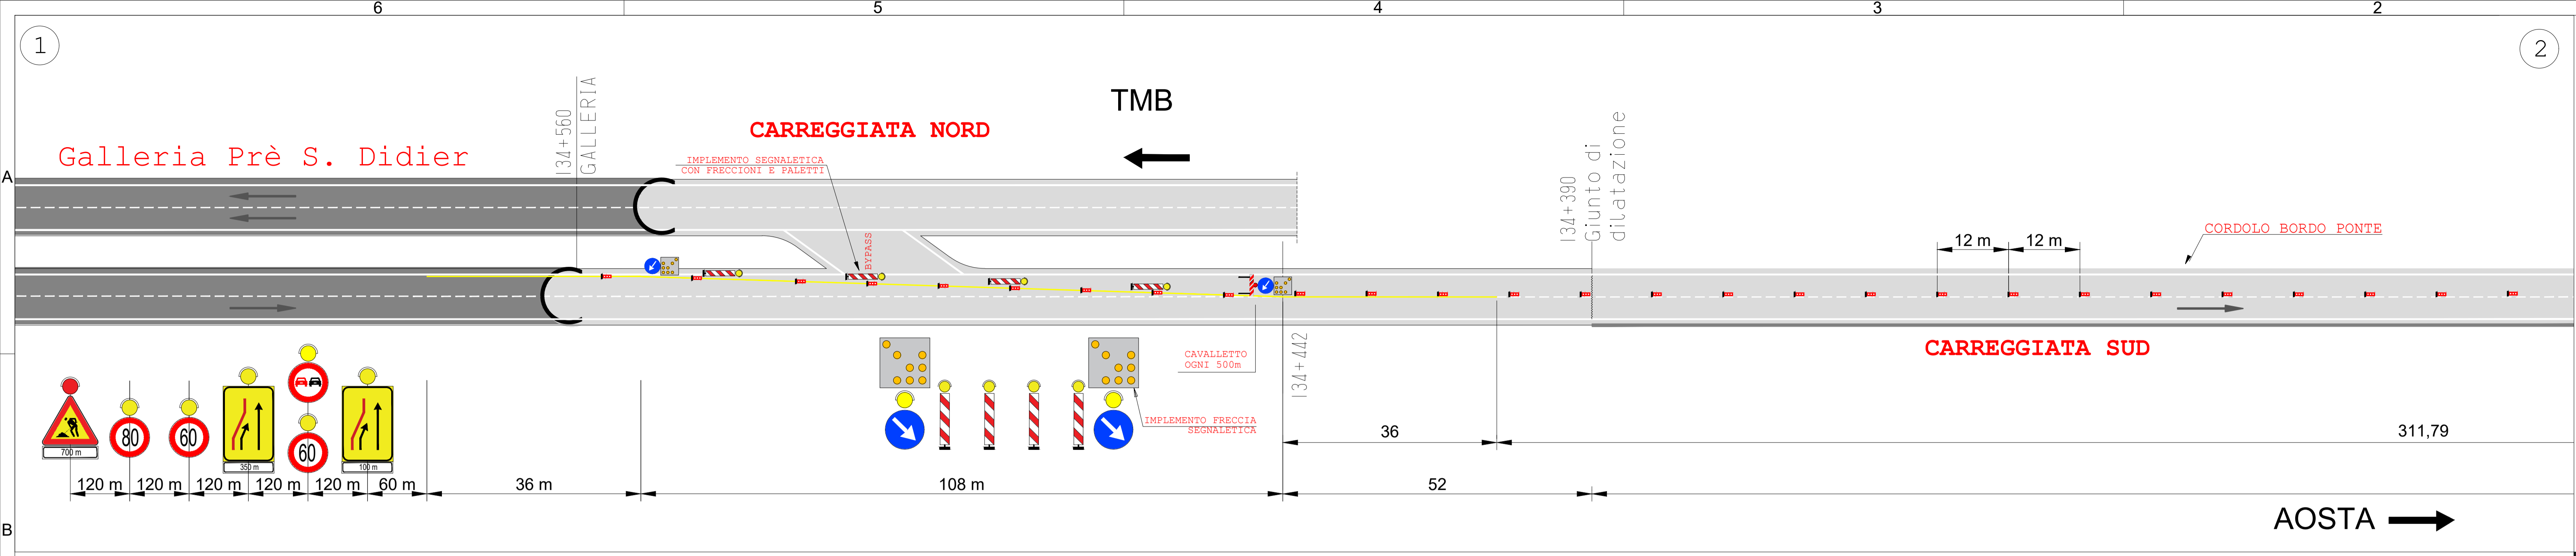 6
5
4
3
2
1
2
TMB
CARREGGIATA NORD
Galleria Prè S. Didier
134+560
GALLERIA
IMPLEMENTO SEGNALETICA
CON FRECCIONI E PALETTI
BYPASS
134+390
Giunto di
dilatazione
CORDOLO BORDO PONTE
12 m
12 m
A
CARREGGIATA SUD
CAVALLETTO
OGNI 500m
134+442
IMPLEMENTO FRECCIA
SEGNALETICA
700 m
80
60
350 m
60
100 m
36
311,79
120 m
120 m
120 m
120 m
120 m
60 m
36 m
108 m
52
AOSTA
B